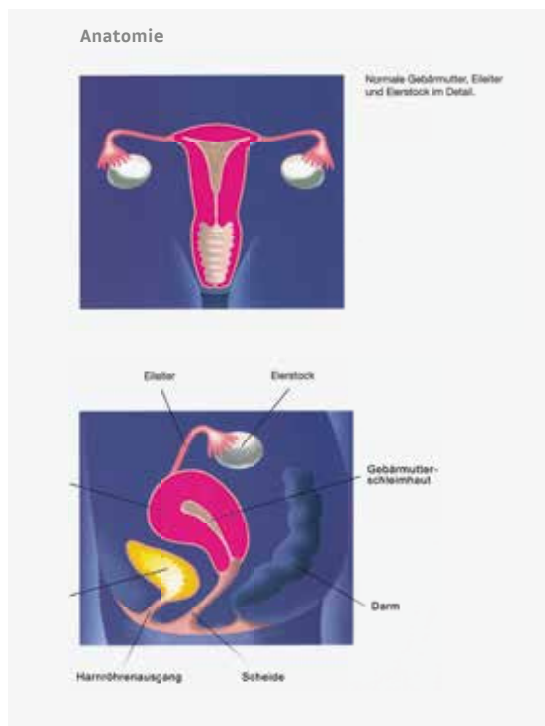 Anatomie
Normale Gebärmutter, Eileiter
und Eierstock im Detail.
Eileiter
Eierstock
Gebärmutter-
schleimhaut
Darm
Harnröhrenausgang
Scheide